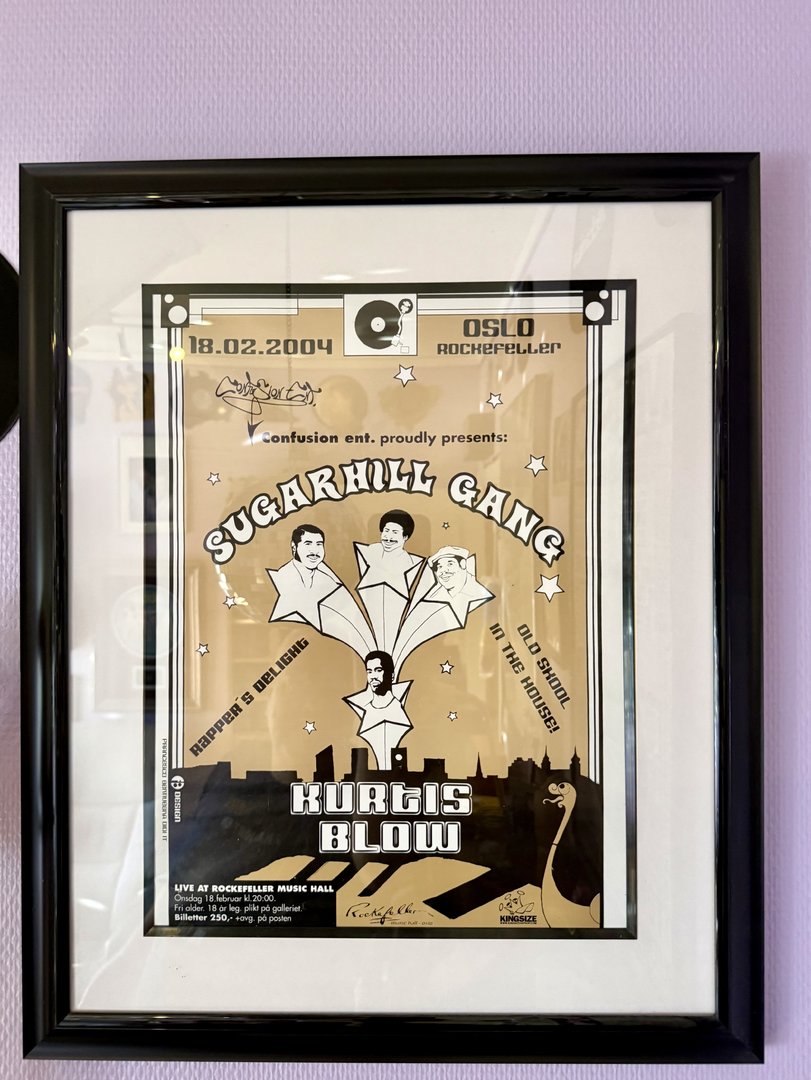 18.02.2004
OSLO
ROCKEFELLER
Confusion ent. proudly presents:
SUGARHILL GANG
RAPPER'S DELIGHT
OLD SKOOL
IN THE HOUSE!
DESIGN
KURTIS
BLOW
LIVE AT ROCKEFELLER MUSIC HALL
Onsdag 18.februar kl.20:00.
Fri alder. 18 år leg. plikt på galleriet.
Billetter 250,- +avg. på posten
Rockefeller
KINGSIZE